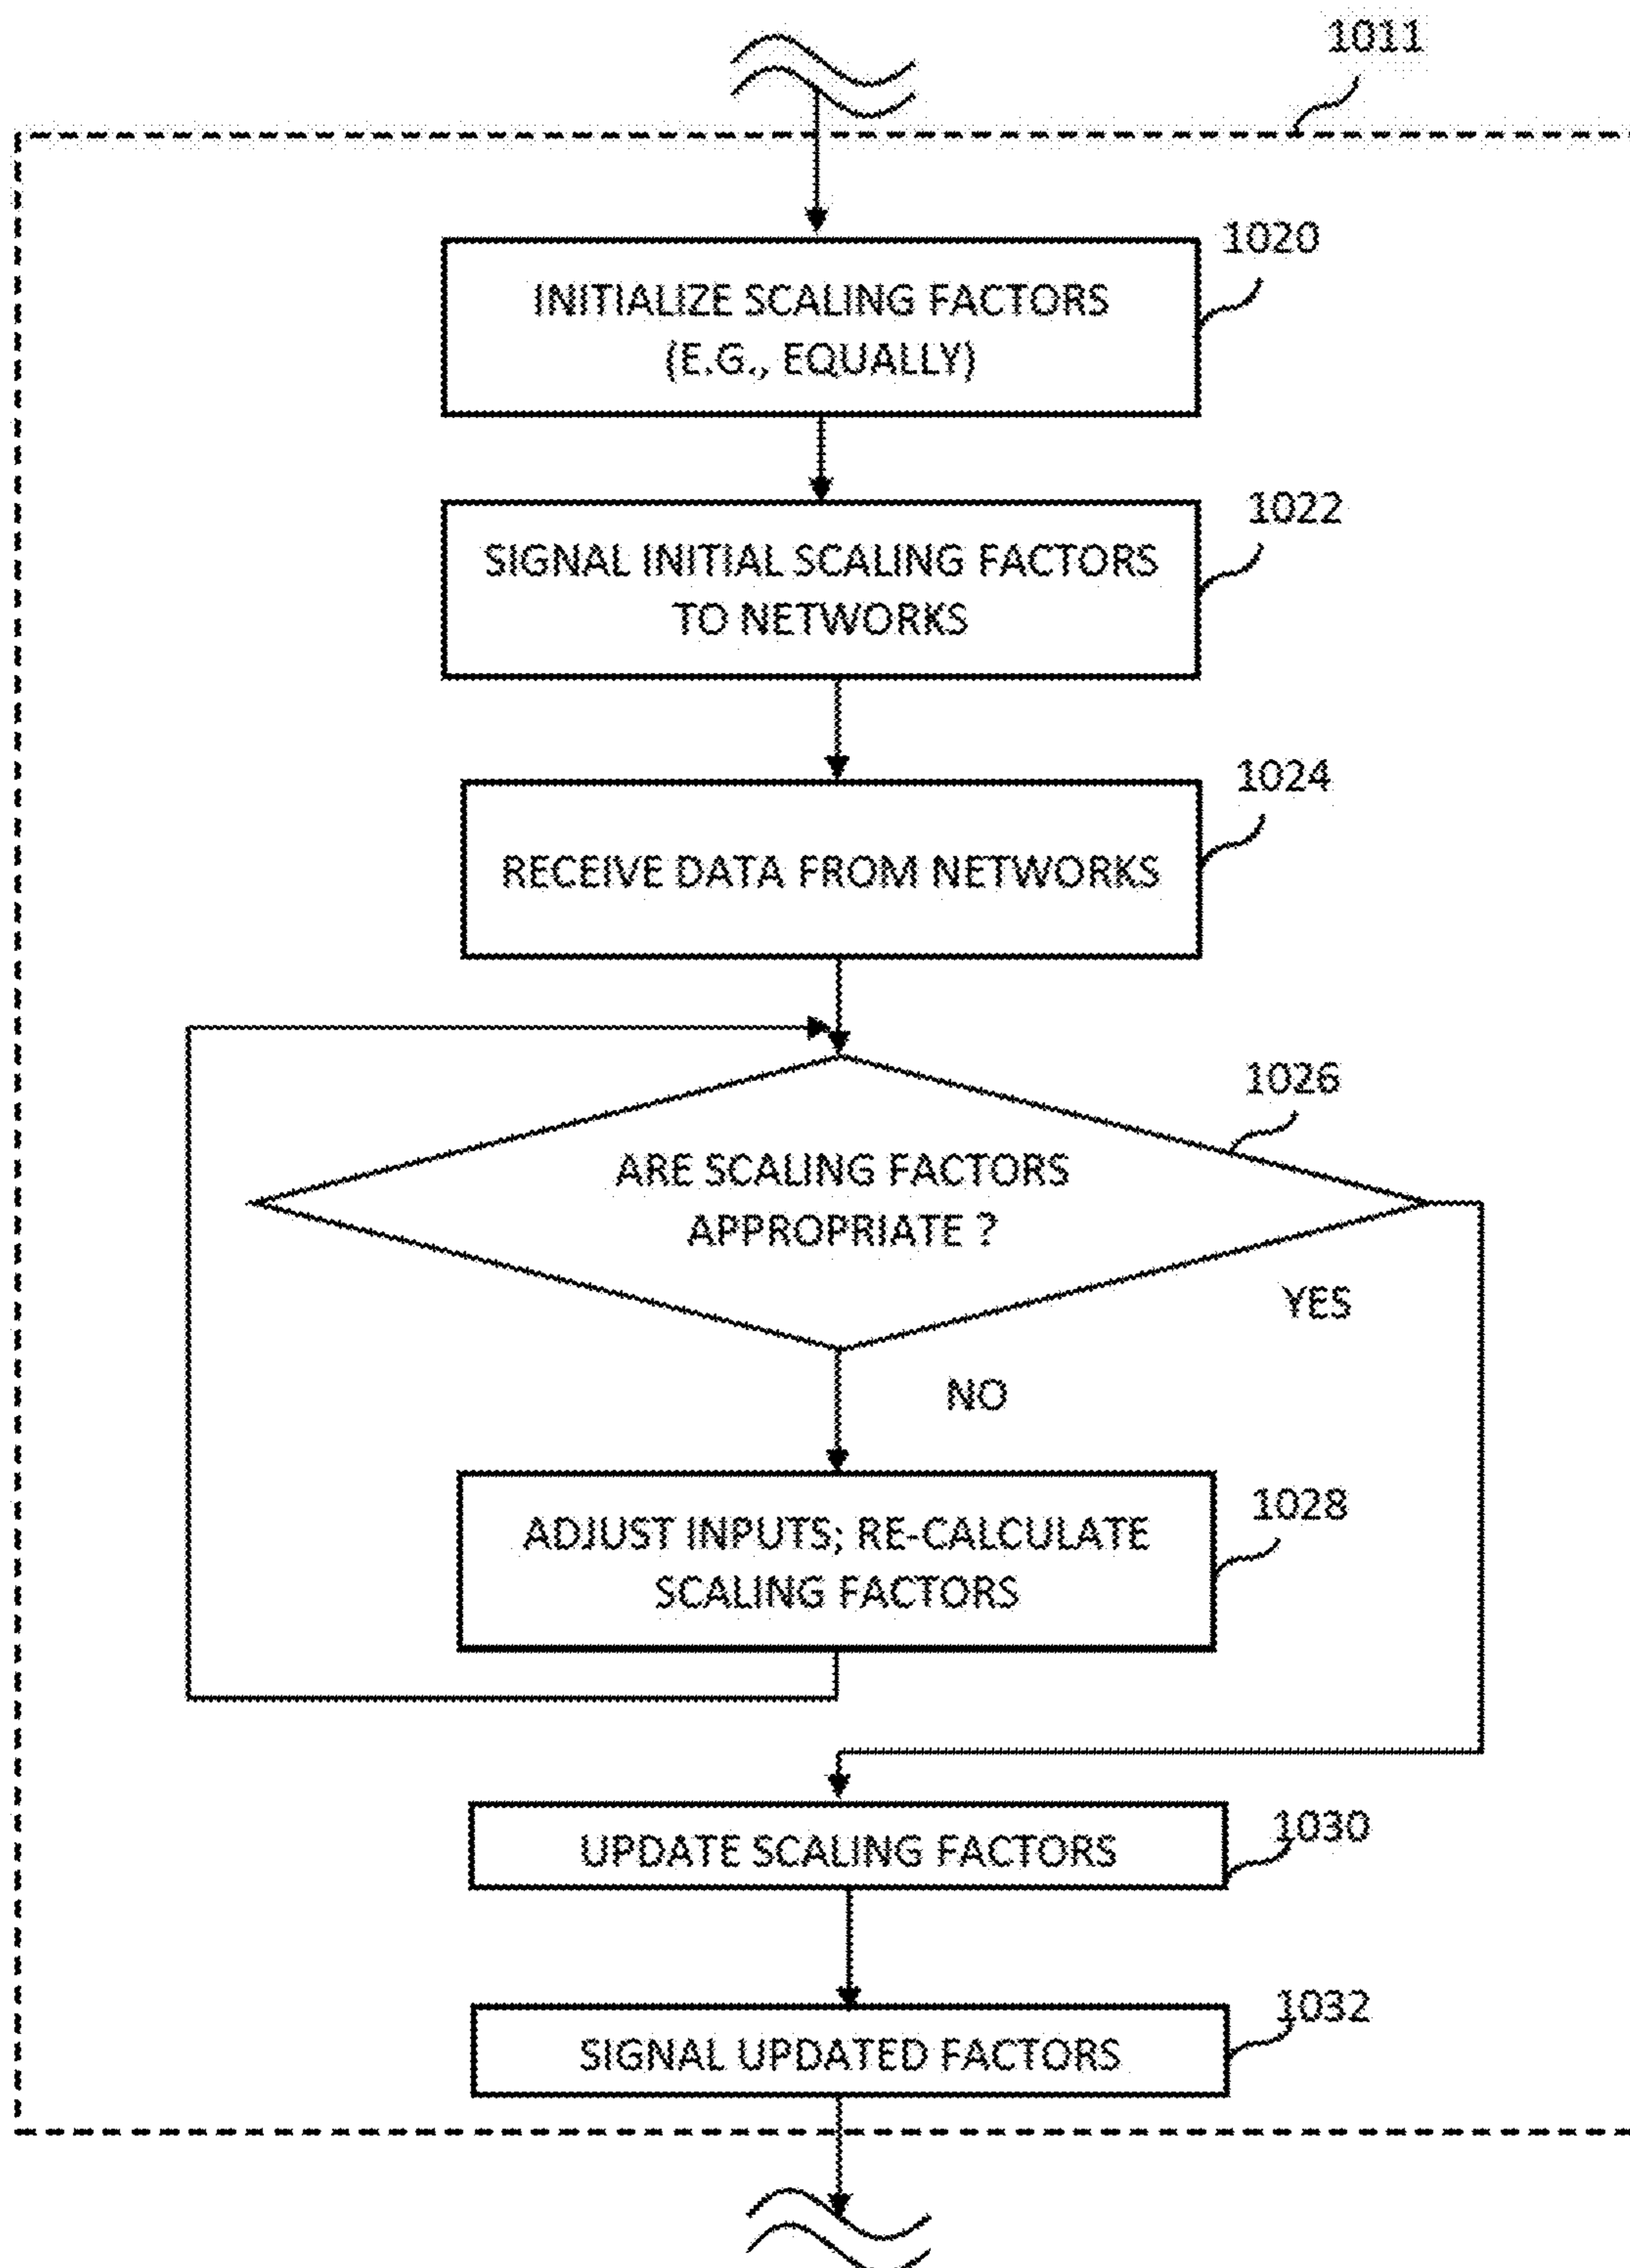 1011
1020
INITIALIZE SCALING FACTORS
(E.G., EQUALLY)
1022
SIGNAL INITIAL SCALING FACTORS
TO NETWORKS
1024
RECEIVE DATA FROM NETWORKS
1026
ARE SCALING FACTORS
APPROPRIATE ?
YES
NO
1028
ADJUST INPUTS; RE-CALCULATE
SCALING FACTORS
1030
UPDATE SCALING FACTORS
1032
SIGNAL UPDATED FACTORS